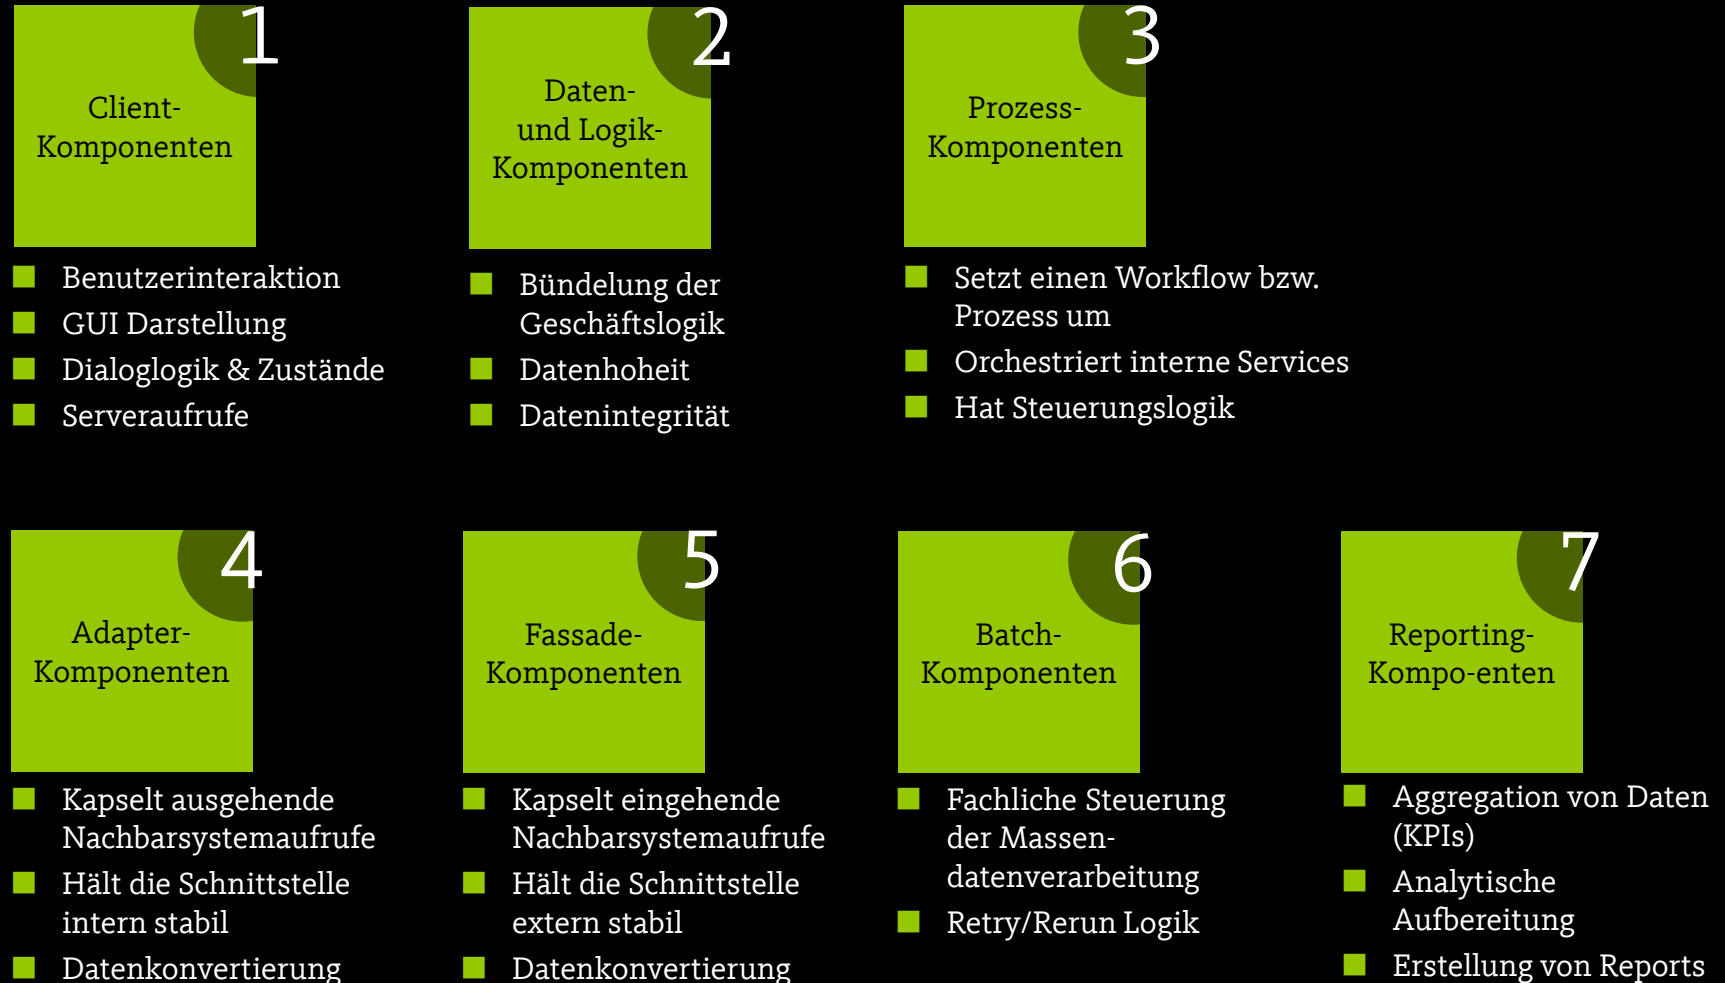 1
Client-
Komponenten
Benutzerinteraktion
GUI Darstellung
Dialoglogik & Zustände
Serveraufrufe
2
Daten-
und Logik-
Komponenten
Bündelung der
Geschäftslogik
Datenhoheit
Datenintegrität
3
Prozess-
Komponenten
Setzt einen Workflow bzw.
Prozess um
Orchestriert interne Services
Hat Steuerungslogik
4
Adapter-
Komponenten
Kapselt ausgehende
Nachbarsystemaufrufe
Hält die Schnittstelle
intern stabil
Datenkonvertierung
5
Fassade-
Komponenten
Kapselt eingehende
Nachbarsystemaufrufe
Hält die Schnittstelle
extern stabil
Datenkonvertierung
6
Batch-
Komponenten
Fachliche Steuerung
der Massen-
datenverarbeitung
Retry/Rerun Logik
7
Reporting-
Kompo-enten
Aggregation von Daten
(KPIs)
Analytische
Aufbereitung
Erstellung von Reports